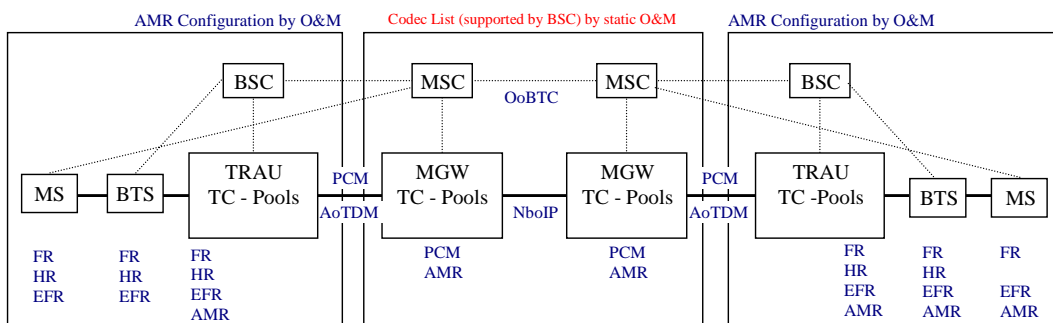 AMR Configuration by O&M
Codec List (supported by BSC) by static O&M
AMR Configuration by O&M
BSC
MSC
MSC
BSC
OoBTC
MS
BTS
TRAU
TC - Pools
PCM
AoTDM
MGW
TC - Pools
NboIP
MGW
TC - Pools
PCM
AoTDM
TRAU
TC -Pools
BTS
MS
FR
HR
EFR
FR
HR
EFR
FR
HR
EFR
AMR
PCM
AMR
PCM
AMR
FR
HR
EFR
AMR
FR
HR
EFR
AMR
FR
EFR
AMR